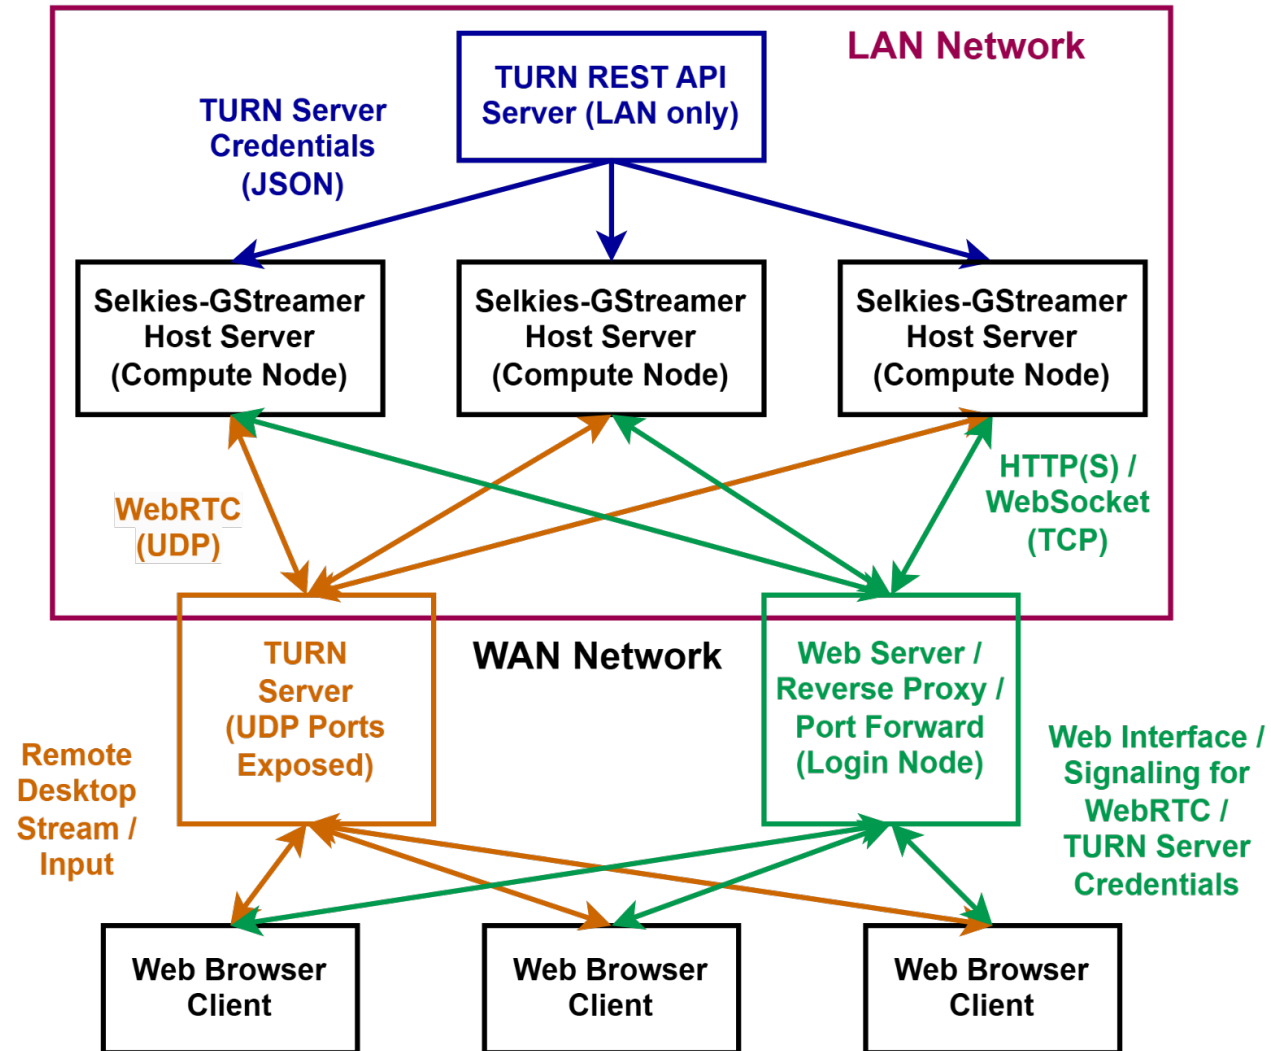 LAN Network
TURN REST API
Server (LAN only)
TURN Server
Credentials
(JSON)
Selkies-GStreamer
Host Server
(Compute Node)
Selkies-GStreamer
Host Server
(Compute Node)
Selkies-GStreamer
Host Server
(Compute Node)
WebRTC
(UDP)
HTTP(S) /
WebSocket
(TCP)
TURN
Server
(UDP Ports
Exposed)
WAN Network
Web Server /
Reverse Proxy /
Port Forward
(Login Node)
Remote
Desktop
Stream /
Input
Web Interface /
Signaling for
WebRTC /
TURN Server
Credentials
Web Browser
Client
Web Browser
Client
Web Browser
Client